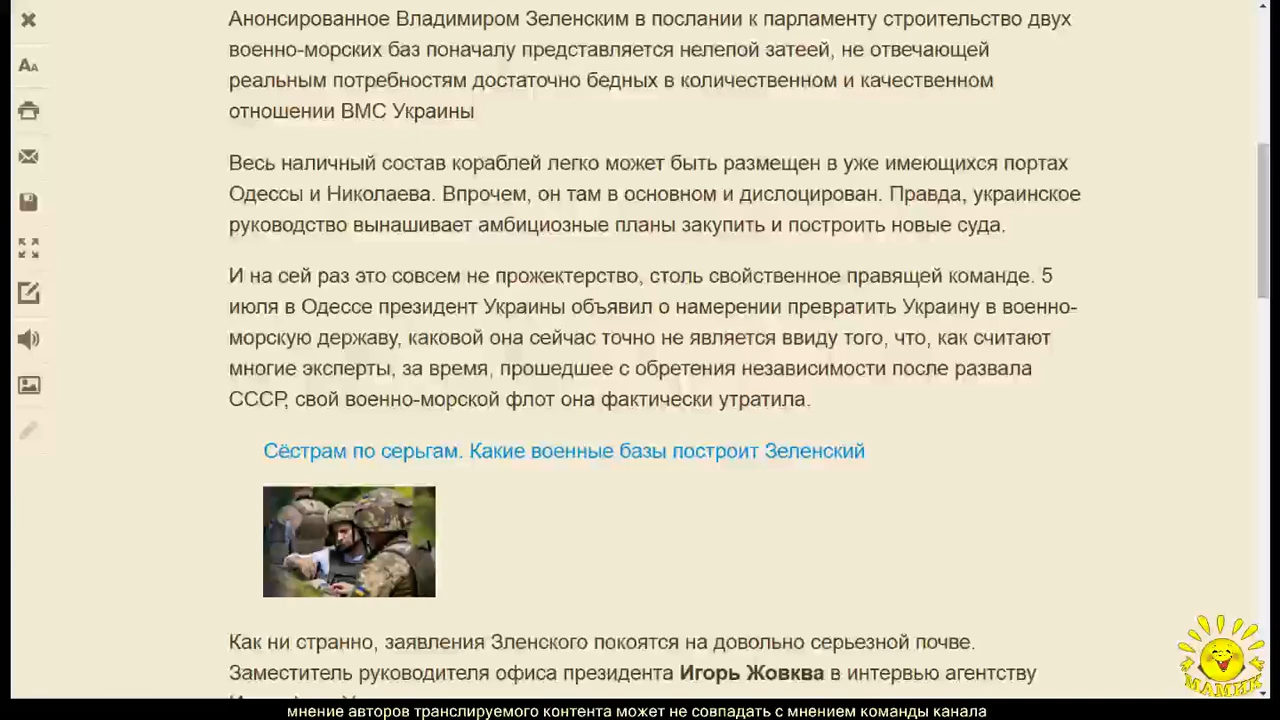 Анонсированное Владимиром Зеленским в послании к парламенту строительство двух
военно-морских баз поначалу представляется нелепой затеей, не отвечающей
реальным потребностям достаточно бедных в количественном и качественном
отношении ВМС Украины
Весь наличный состав кораблей легко может быть размещен в уже имеющихся портах
Одессы и Николаева. Впрочем, он там в основном и дислоцирован. Правда, украинское
руководство вынашивает амбициозные планы закупить и построить новые суда.
И на сей раз это совсем не прожектерство, столь свойственное правящей команде. 5
июля в Одессе президент Украины объявил о намерении превратить Украину в военно-
морскую державу, каковой она сейчас точно не является ввиду того, что, как считают
многие эксперты, за время, прошедшее с обретения независимости после развала
СССР, свой военно-морской флот она фактически утратила.
Сёстрам по серьгам. Какие военные базы построит Зеленский
Как ни странно, заявления Зленского покоятся на довольно серьезной почве.
Заместитель руководителя офиса президента Игорь Жовква в интервью агентству
МАМИК
мнение авторов транслируемого контента может не совпадать с мнением команды канала